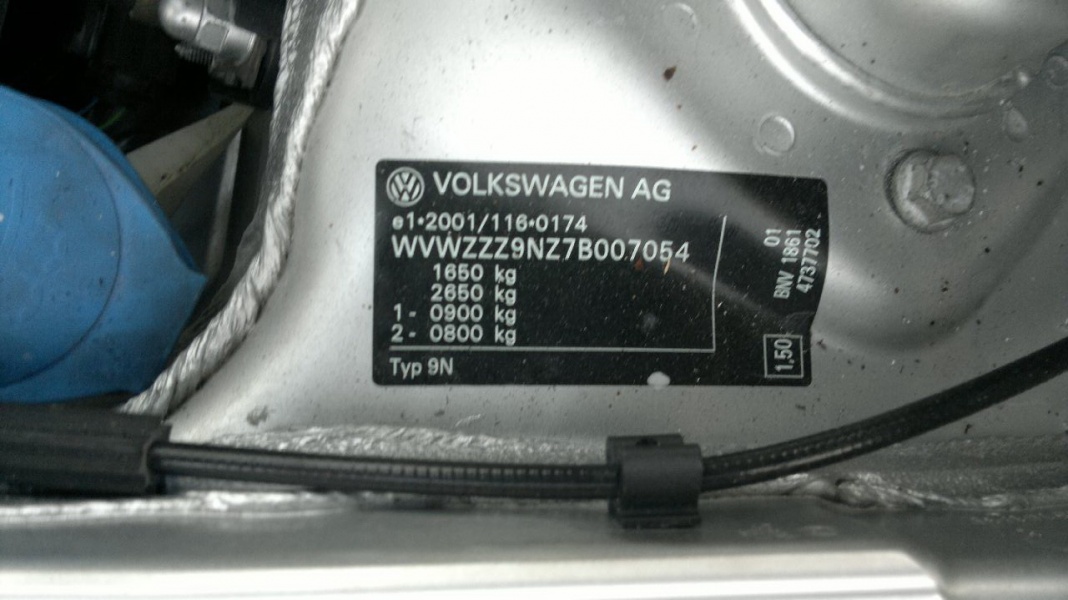 VOLKSWAGEN AG
e1•2001/116•0174
WVWZZZ9NZ7B007054
1650 kg
2650 kg
1 - 0900 kg
2 - 0800 kg
Typ 9N
01
BNV 1861
4737702
1,50